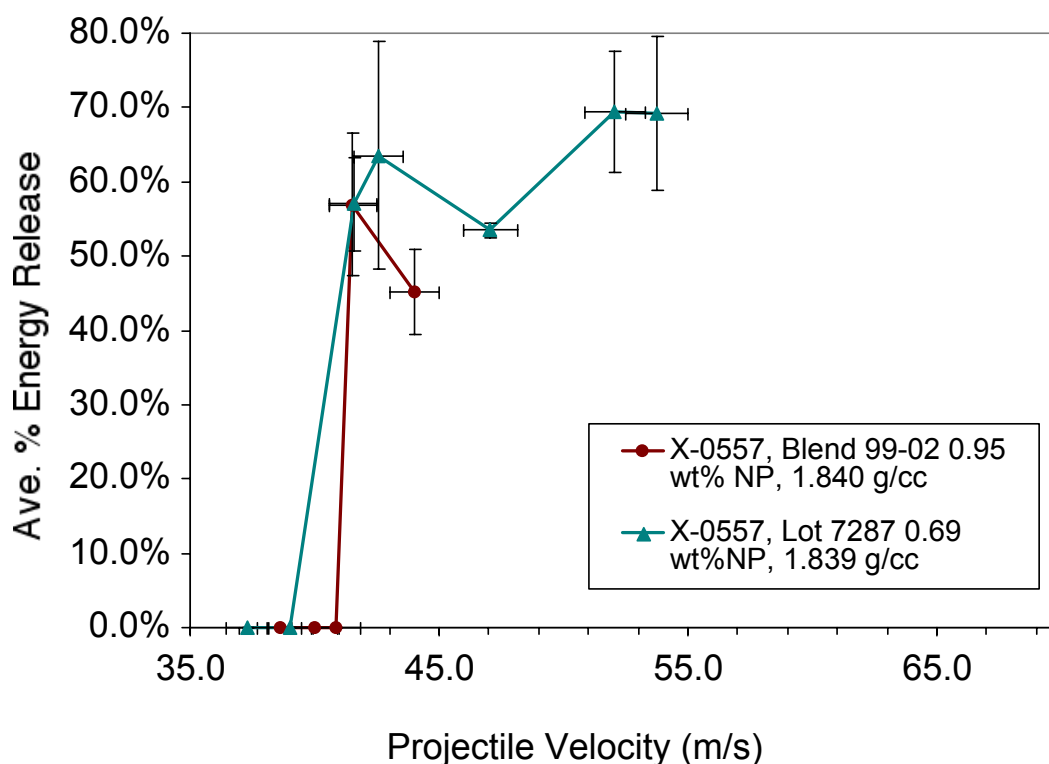 80.0%
70.0%
60.0%
50.0%
40.0%
30.0%
20.0%
10.0%
0.0%
Ave. % Energy Release
35.0 45.0 55.0 65.0
Projectile Velocity (m/s)
X-0557, Blend 99-02 0.95
wt% NP, 1.840 g/cc
X-0557, Lot 7287 0.69
wt%NP, 1.839 g/cc